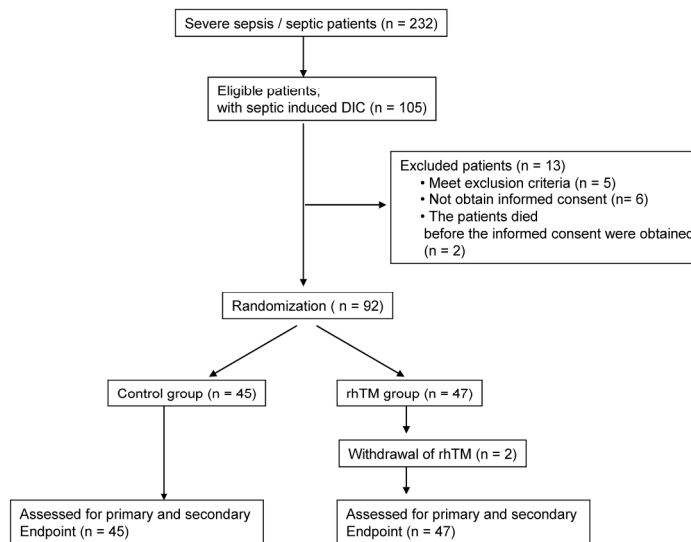 Severe sepsis / septic patients (n = 232)
Eligible patients;
with septic induced DIC (n = 105)
Excluded patients (n = 13)
• Meet exclusion criteria (n = 5)
• Not obtain informed consent (n= 6)
• The patients died
before the informed consent were obtained
(n = 2)
Randomization ( n = 92)
Control group (n = 45)
rhTM group (n = 47)
Withdrawal of rhTM (n = 2)
Assessed for primary and secondary
Endpoint (n = 45)
Assessed for primary and secondary
Endpoint (n = 47)